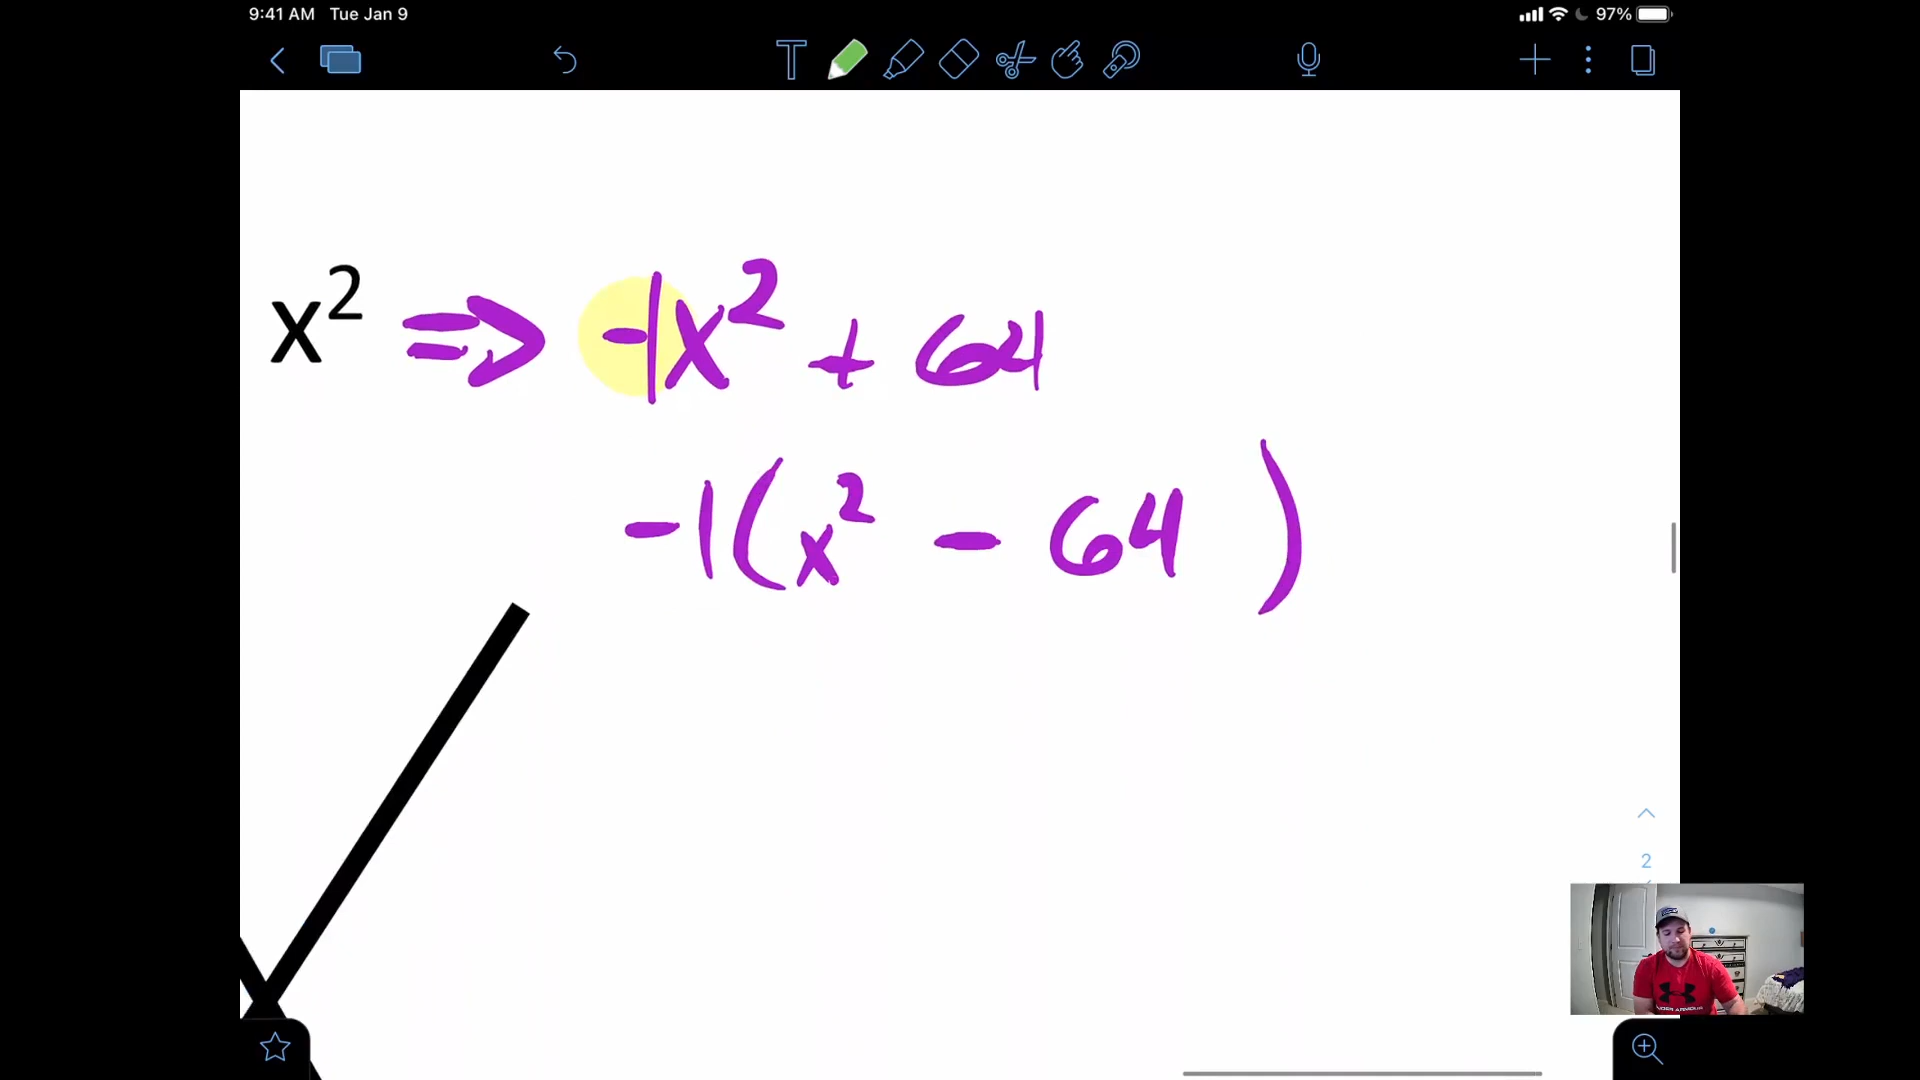 9:41 AM Tue Jan 9 97%
x² => -1x² + 64
-1(x² - 64)
2